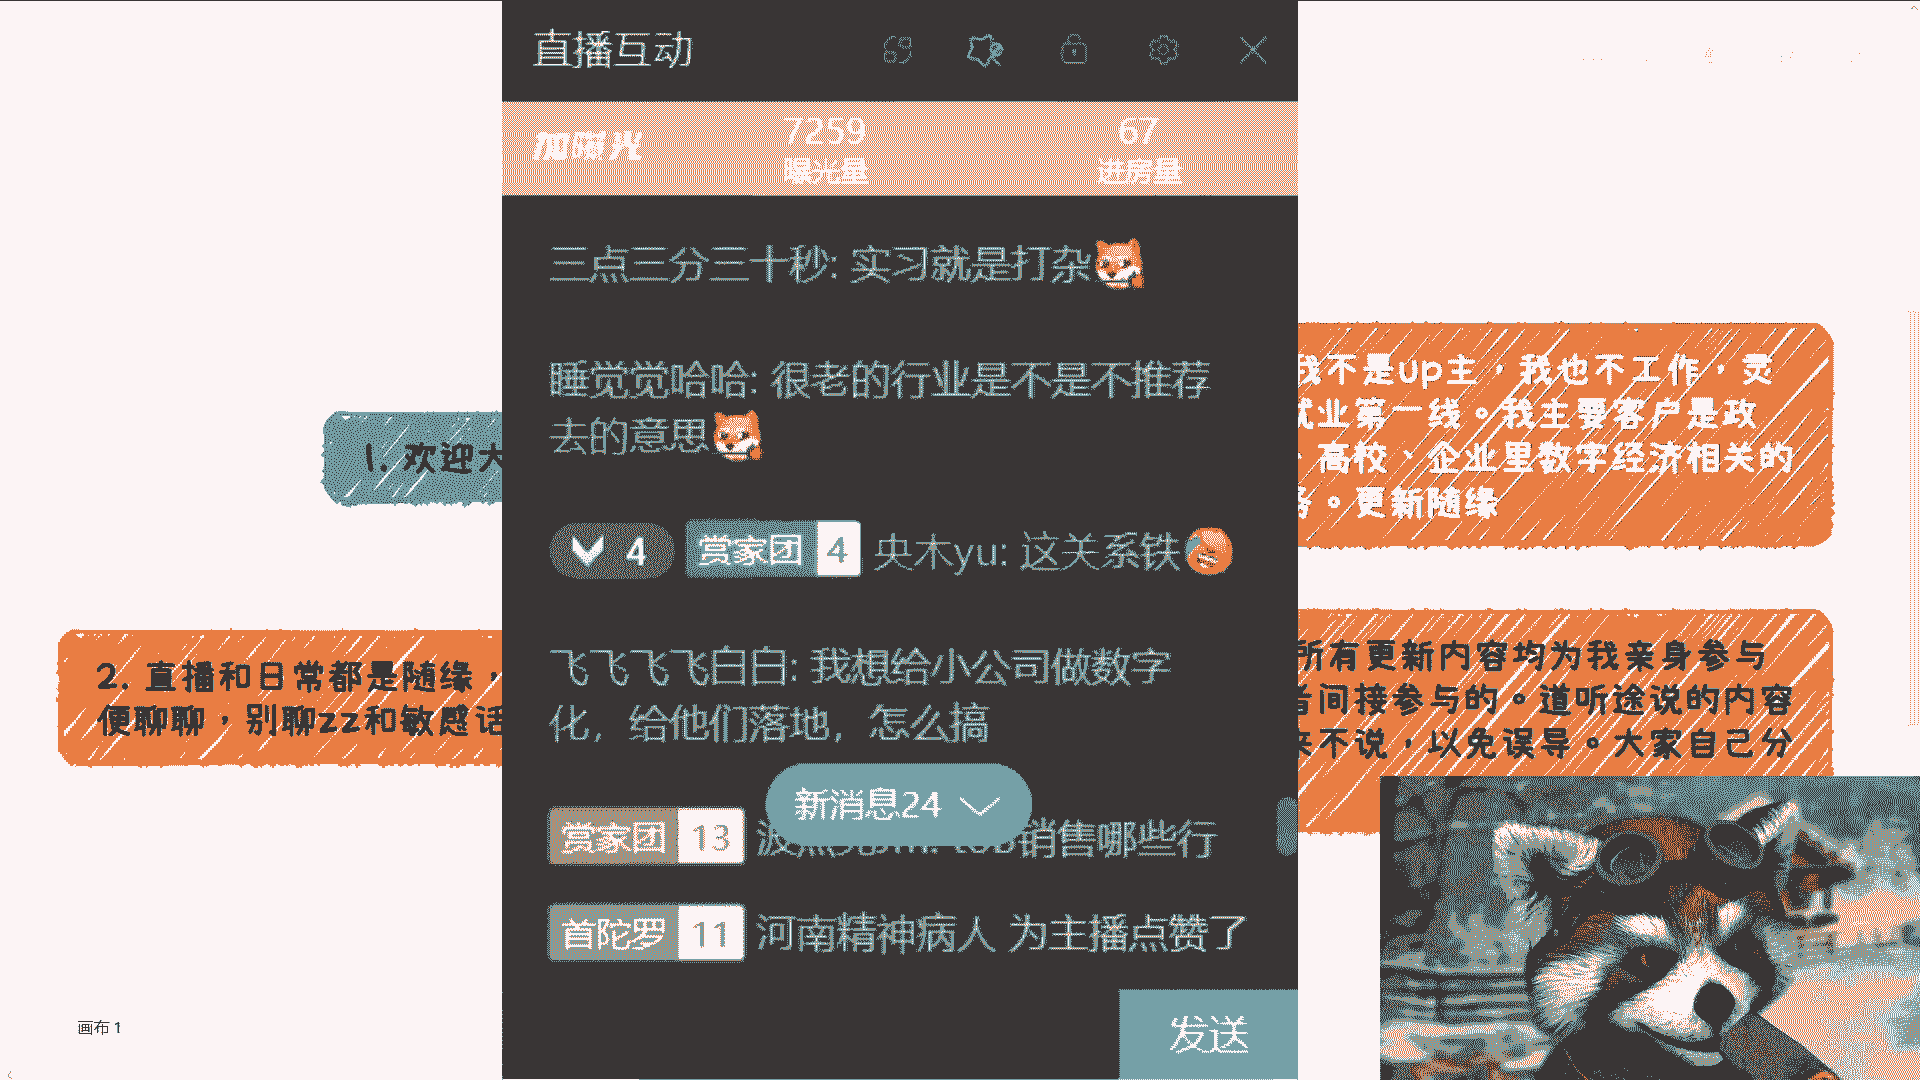 直播互动
加曝光
7259
曝光量
67
进房量
三点三分三十秒: 实习就是打杂
睡觉觉哈哈: 很老的行业是不是不推荐
去的意思
4 赏家团 4 央木yu: 这关系铁
飞飞飞飞白白: 我想给小公司做数字
化，给他们落地，怎么搞
新消息24
赏家团 13 销售哪些行
首陀罗 11 河南精神病人 为主播点赞了
发送
1. 欢迎大
2. 直播和日常都是随缘，
便聊聊，别聊zz和敏感话
我不是up主，我也不工作，灵
就业第一线。我主要客户是政
、高校、企业里数字经济相关的
务。更新随缘
所有更新内容均为我亲身参与
者间接参与的。道听途说的内容
来不说，以免误导。大家自己分
画布 1